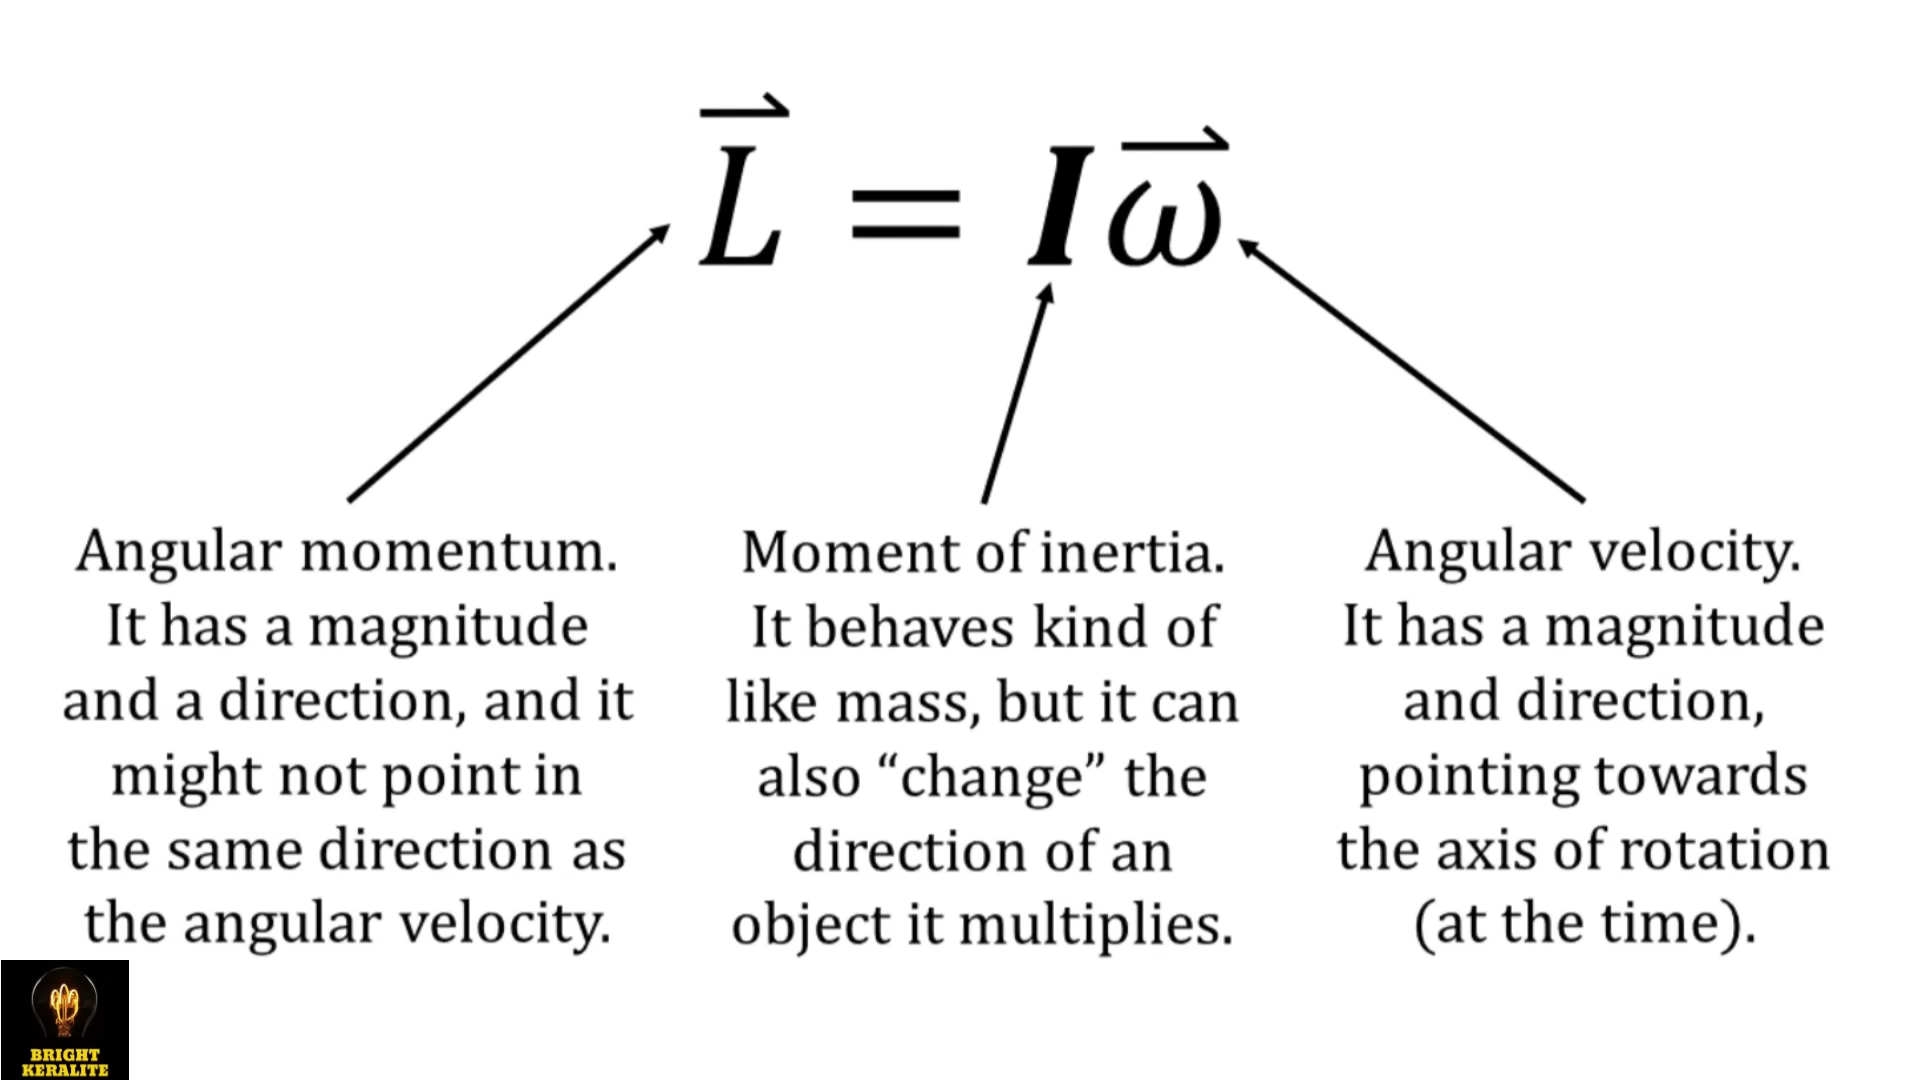 L⃗ = Iω⃗
Angular momentum.
It has a magnitude
and a direction, and it
might not point in
the same direction as
the angular velocity.
Moment of inertia.
It behaves kind of
like mass, but it can
also “change” the
direction of an
object it multiplies.
Angular velocity.
It has a magnitude
and direction,
pointing towards
the axis of rotation
(at the time).
BRIGHT
KERALITE